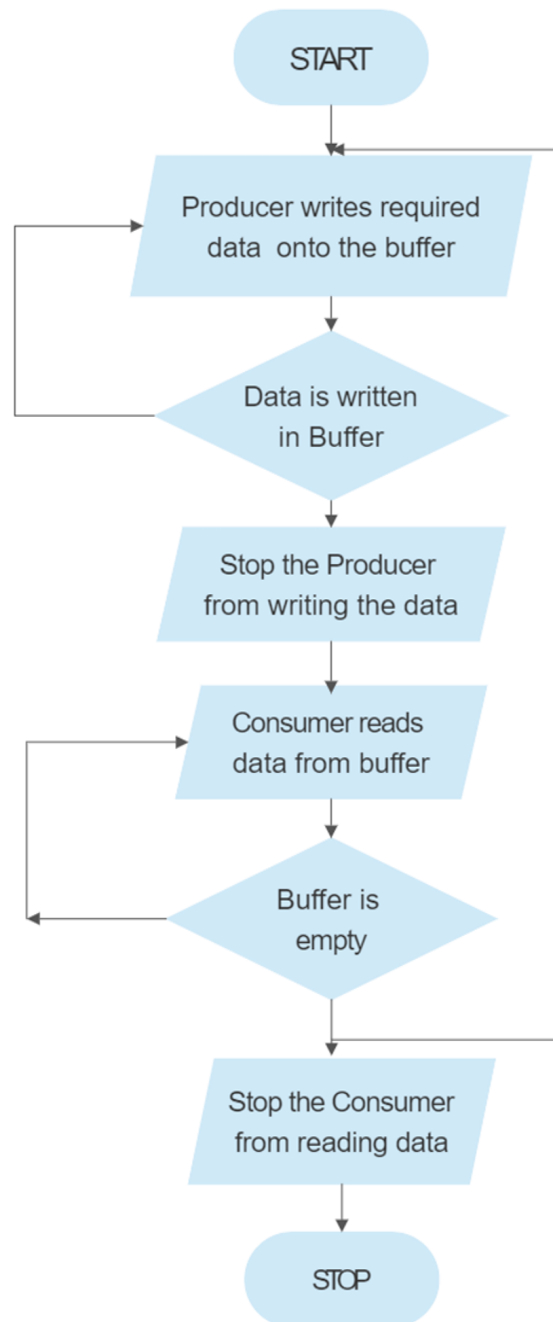 START
Producer writes required
data onto the buffer
Data is written
in Buffer
Stop the Producer
from writing the data
Consumer reads
data from buffer
Buffer is
empty
Stop the Consumer
from reading data
STOP